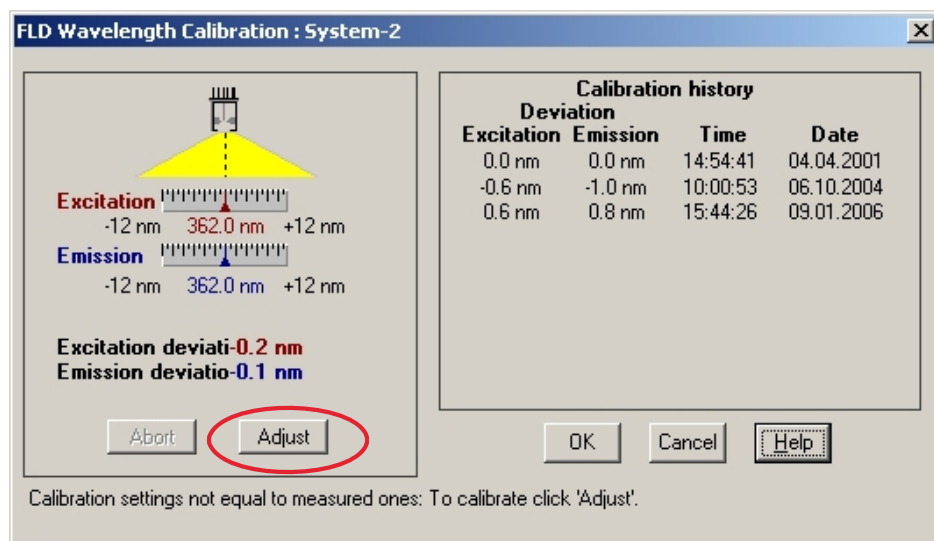 FLD Wavelength Calibration : System-2
Excitation
-12 nm 362.0 nm +12 nm
Emission
-12 nm 362.0 nm +12 nm
Excitation deviati-0.2 nm
Emission deviatio-0.1 nm
Abort Adjust
Calibration history
Deviation
Excitation Emission Time Date
0.0 nm 0.0 nm 14:54:41 04.04.2001
-0.6 nm -1.0 nm 10:00:53 06.10.2004
0.6 nm 0.8 nm 15:44:26 09.01.2006
OK Cancel Help
Calibration settings not equal to measured ones: To calibrate click 'Adjust'.